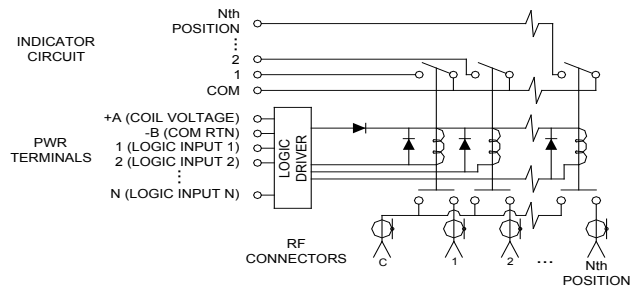 Nth
POSITION
INDICATOR
CIRCUIT
2
1
COM
+A (COIL VOLTAGE)
-B (COM RTN)
PWR
TERMINALS
1 (LOGIC INPUT 1)
2 (LOGIC INPUT 2)
N (LOGIC INPUT N)
LOGIC
DRIVER
RF
CONNECTORS
C
1
2
...
Nth
POSITION